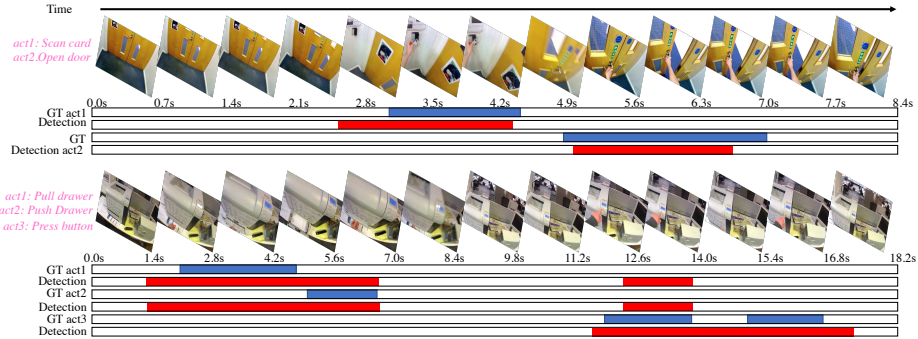 Time
act1: Scan card
act2.Open door
0.0s 0.7s 1.4s 2.1s 2.8s 3.5s 4.2s 4.9s 5.6s 6.3s 7.0s 7.7s 8.4s
GT act1
Detection
GT
Detection act2
act1: Pull drawer
act2: Push Drawer
act3: Press button
0.0s 1.4s 2.8s 4.2s 5.6s 7.0s 8.4s 9.8s 11.2s 12.6s 14.0s 15.4s 16.8s 18.2s
GT act1
Detection
GT act2
Detection
GT act3
Detection